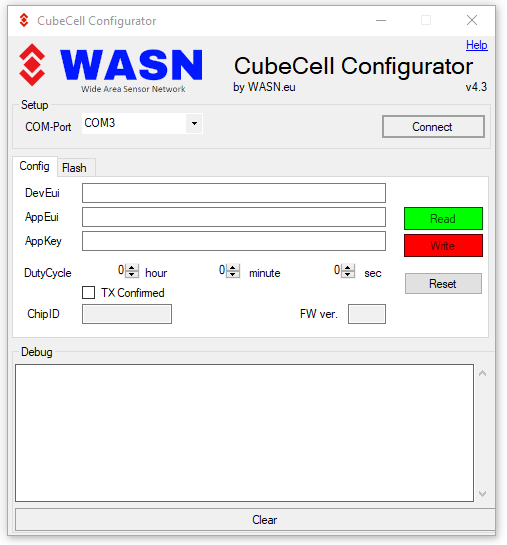 CubeCell Configurator
Help
WASN
Wide Area Sensor Network
CubeCell Configurator
by WASN.eu v4.3
Setup
COM-Port COM3 Connect
Config Flash
DevEui
AppEui Read
AppKey Write
DutyCycle 0 hour 0 minute 0 sec Reset
TX Confirmed
ChipID FW ver.
Debug
Clear